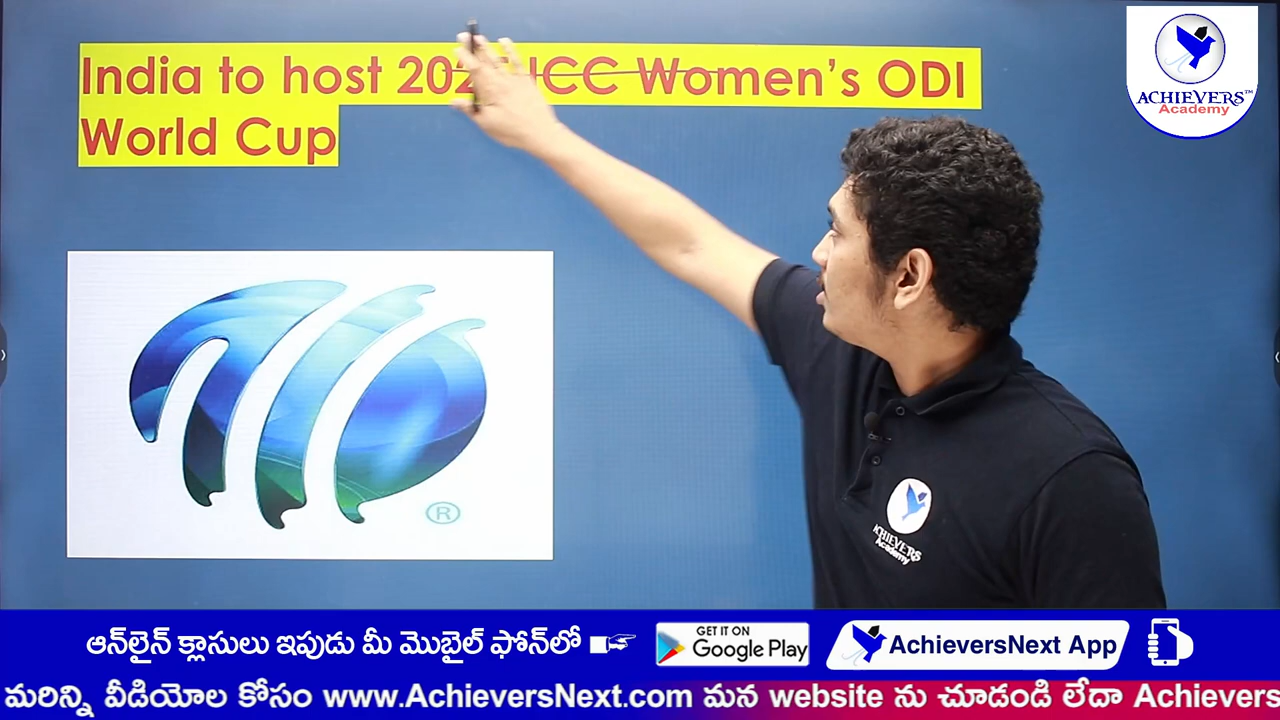 India to host ICC Women's ODI
World Cup
ACHIEVERS™
Academy
®
ACHIEVERS
Academy
ఆన్‌లైన్ క్లాసులు ఇపుడు మీ మొబైల్ ఫోన్‌లో
GET IT ON
Google Play
AchieversNext App
మరిన్ని వీడియోల కోసం www.AchieversNext.com మన website ను చూడండి లేదా Achievers